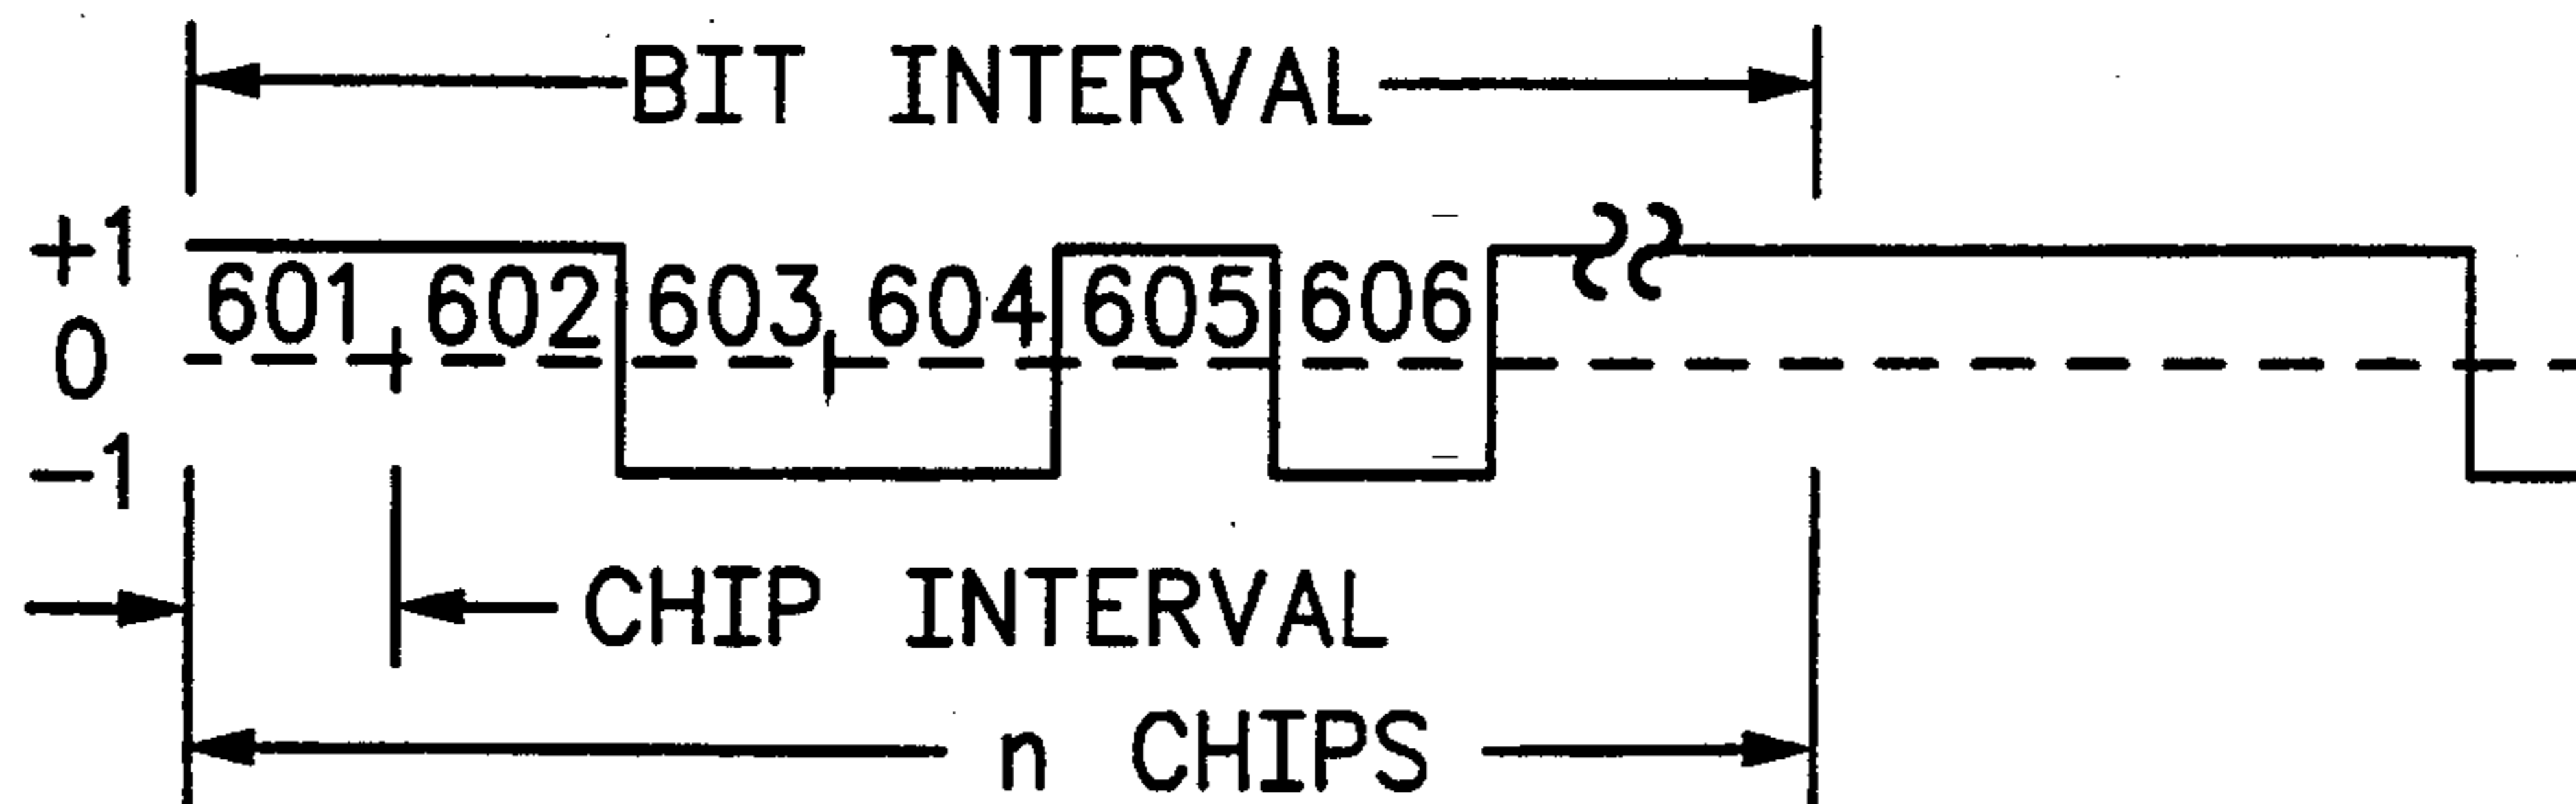 BIT INTERVAL
+1
601 602 603 604 605 606
0
-1
CHIP INTERVAL
n CHIPS